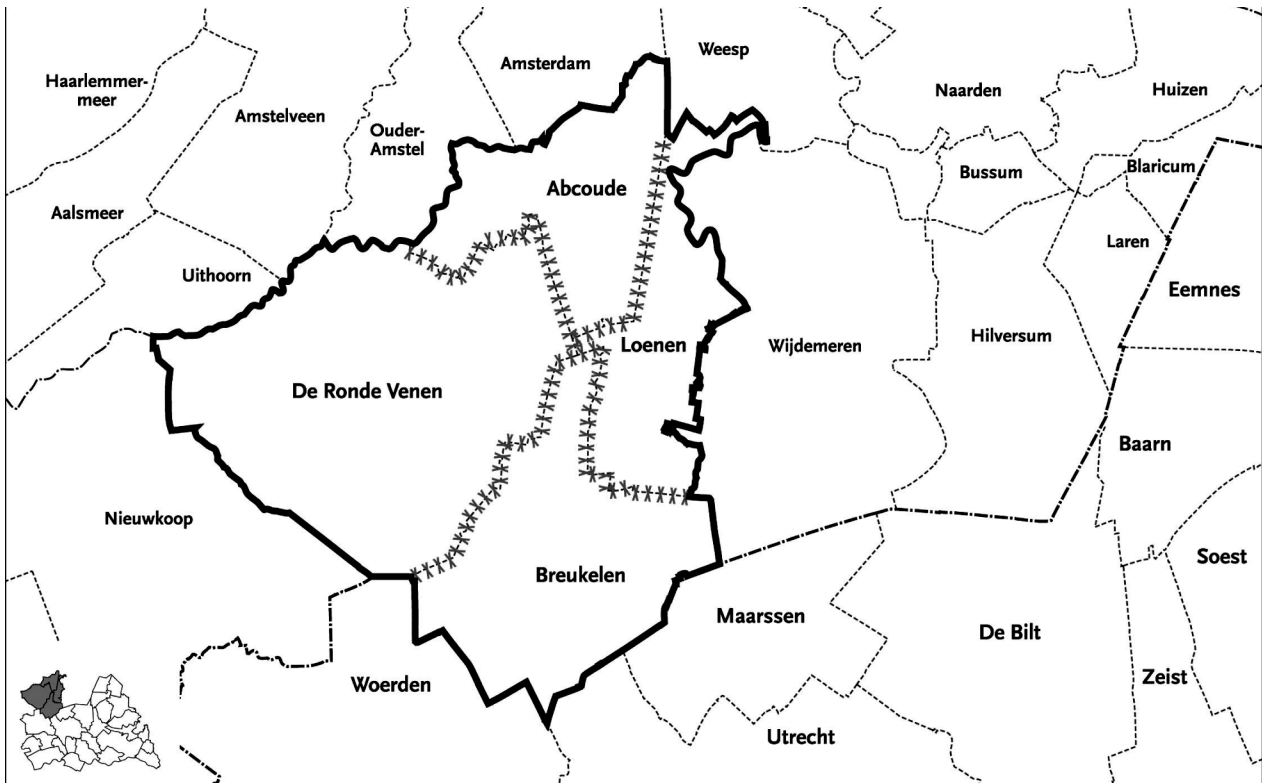 Weesp
Amsterdam
Haarlemmer-
meer
Naarden
Huizen
Amstelveen
Ouder-
Amstel
Blaricum
Bussum
Abcoude
Aalsmeer
Laren
Uithoorn
Eemnes
Hilversum
Loenen
Wijdemeren
De Ronde Venen
Baarn
Nieuwkoop
Soest
Breukelen
Maarssen
De Bilt
Zeist
Woerden
Utrecht